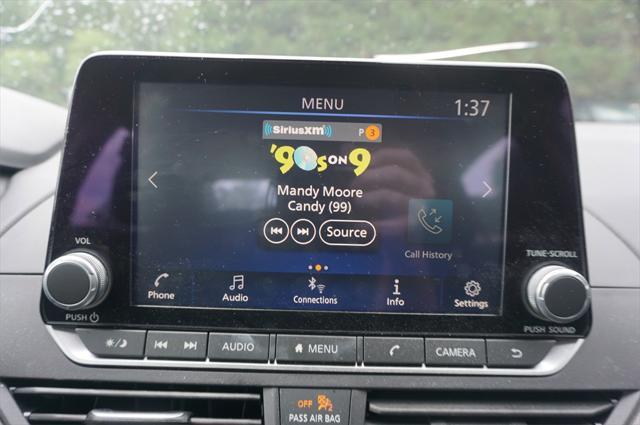 MENU 1:37
SiriusXM P 3
'90s ON 9
Mandy Moore
Candy (99)
Source
Call History
Phone Audio Connections Info Settings
VOL
PUSH
TUNE-SCROLL
PUSH SOUND
AUDIO MENU CAMERA
OFF 2
PASS AIR BAG